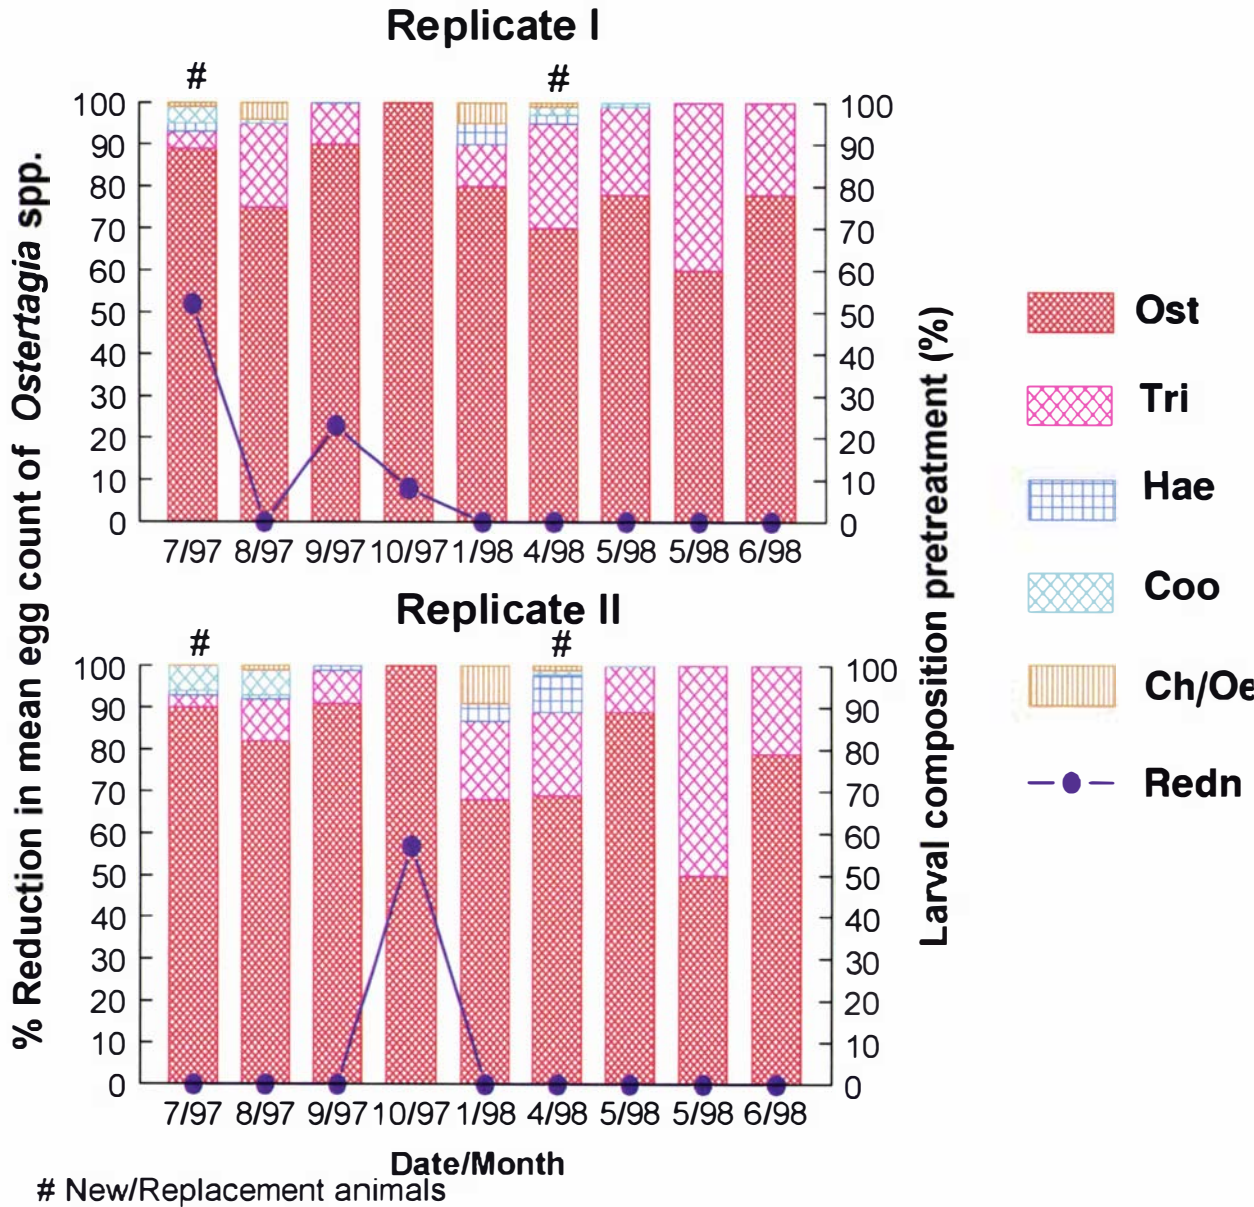 Replicate I
# #
100 100
90 90
80 80
70 70
60 60
50 50
40 40
30 30
20 20
10 10
0 0
7/97 8/97 9/97 10/97 1/98 4/98 5/98 5/98 6/98
Replicate II
# #
100 100
90 90
80 80
70 70
60 60
50 50
40 40
30 30
20 20
10 10
0 0
7/97 8/97 9/97 10/97 1/98 4/98 5/98 5/98 6/98
Date/Month
# New/Replacement animals
% Reduction in mean egg count of Ostertagia spp.
Larval composition pretreatment (%)
Ost
Tri
Hae
Coo
Ch/Oe
Redn